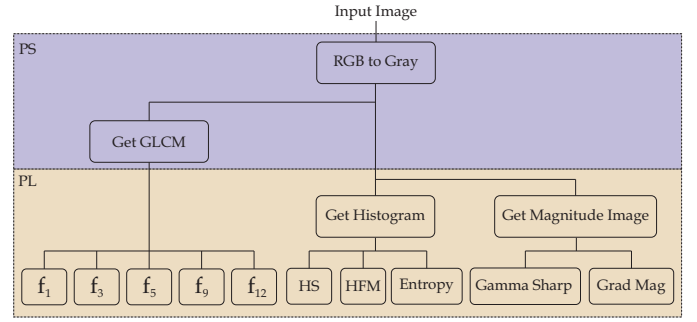 Input Image
PS
RGB to Gray
Get GLCM
PL
Get Histogram
Get Magnitude Image
f1
f3
f5
f9
f12
HS
HFM
Entropy
Gamma Sharp
Grad Mag